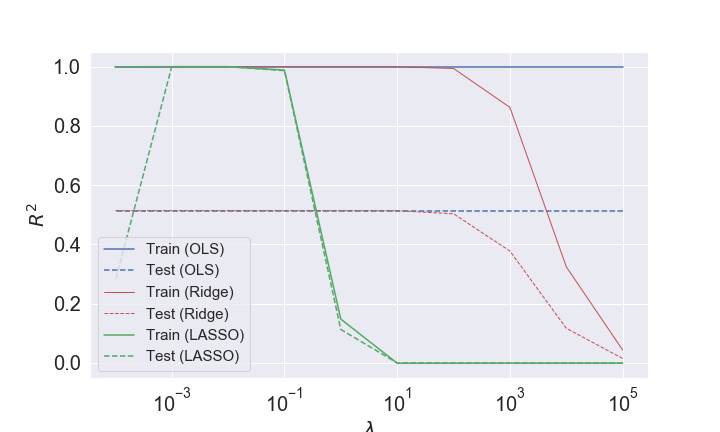 1.0
0.8
0.6
0.4
0.2
0.0
R²
Train (OLS)
Test (OLS)
Train (Ridge)
Test (Ridge)
Train (LASSO)
Test (LASSO)
10⁻³ 10⁻¹ 10¹ 10³ 10⁵
λ